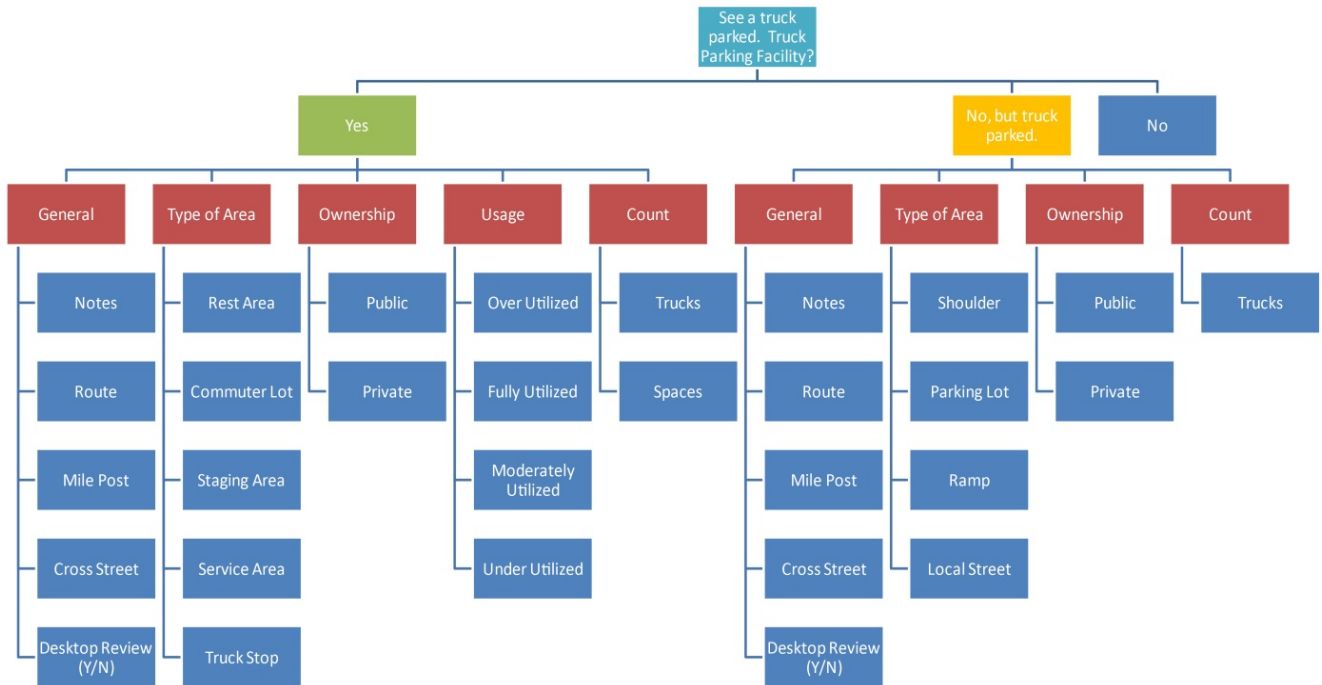 See a truck
parked.  Truck
Parking Facility?
Yes
No, but truck
parked.
No
General
Type of Area
Ownership
Usage
Count
General
Type of Area
Ownership
Count
Notes
Rest Area
Public
Over Utilized
Trucks
Notes
Shoulder
Public
Trucks
Route
Commuter Lot
Private
Fully Utilized
Spaces
Route
Parking Lot
Private
Mile Post
Staging Area
Moderately
Utilized
Mile Post
Ramp
Cross Street
Service Area
Under Utilized
Cross Street
Local Street
Desktop Review
(Y/N)
Truck Stop
Desktop Review
(Y/N)